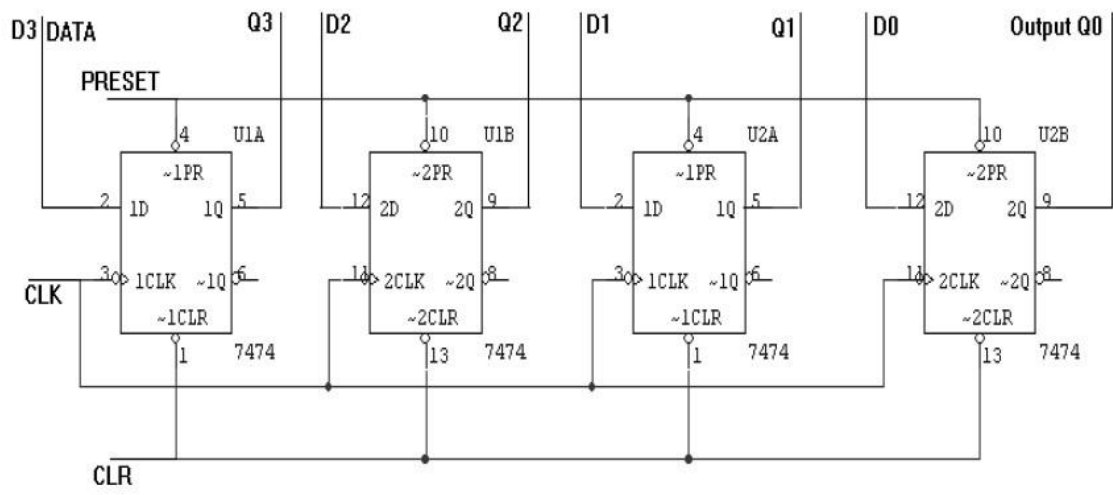 D3 DATA Q3 D2 Q2 D1 Q1 D0 Output Q0
PRESET
4 U1A 10 U1B 4 U2A 10 U2B
~1PR ~2PR ~1PR ~2PR
2 1D 1Q 5 12 2D 2Q 9 2 1D 1Q 5 12 2D 2Q 9
3 1CLK ~1Q 6 11 2CLK ~2Q 8 3 1CLK ~1Q 6 11 2CLK ~2Q 8
CLK
~1CLR ~2CLR ~1CLR ~2CLR
1 7474 13 7474 1 7474 13 7474
CLR